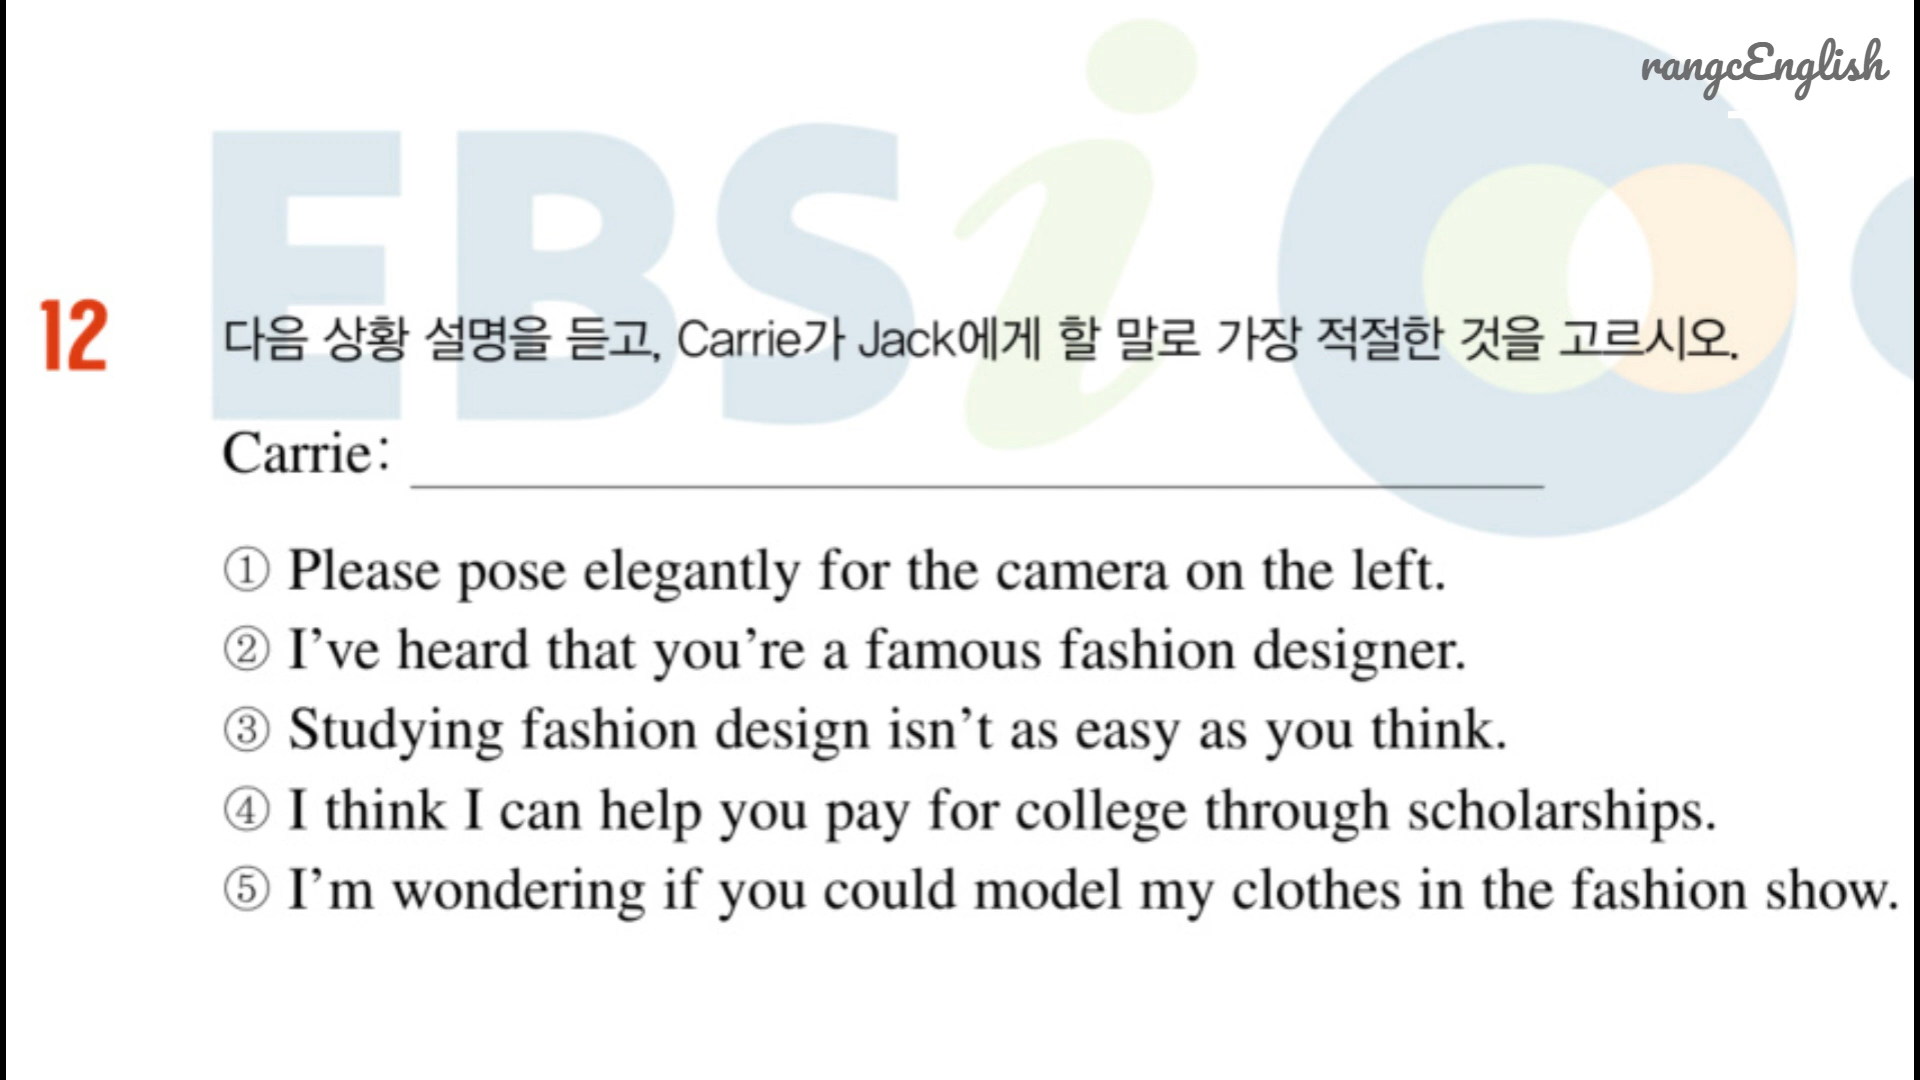 rangcEnglish
EBSi
12 다음 상황 설명을 듣고, Carrie가 Jack에게 할 말로 가장 적절한 것을 고르시오.
Carrie:
① Please pose elegantly for the camera on the left.
② I’ve heard that you’re a famous fashion designer.
③ Studying fashion design isn’t as easy as you think.
④ I think I can help you pay for college through scholarships.
⑤ I’m wondering if you could model my clothes in the fashion show.